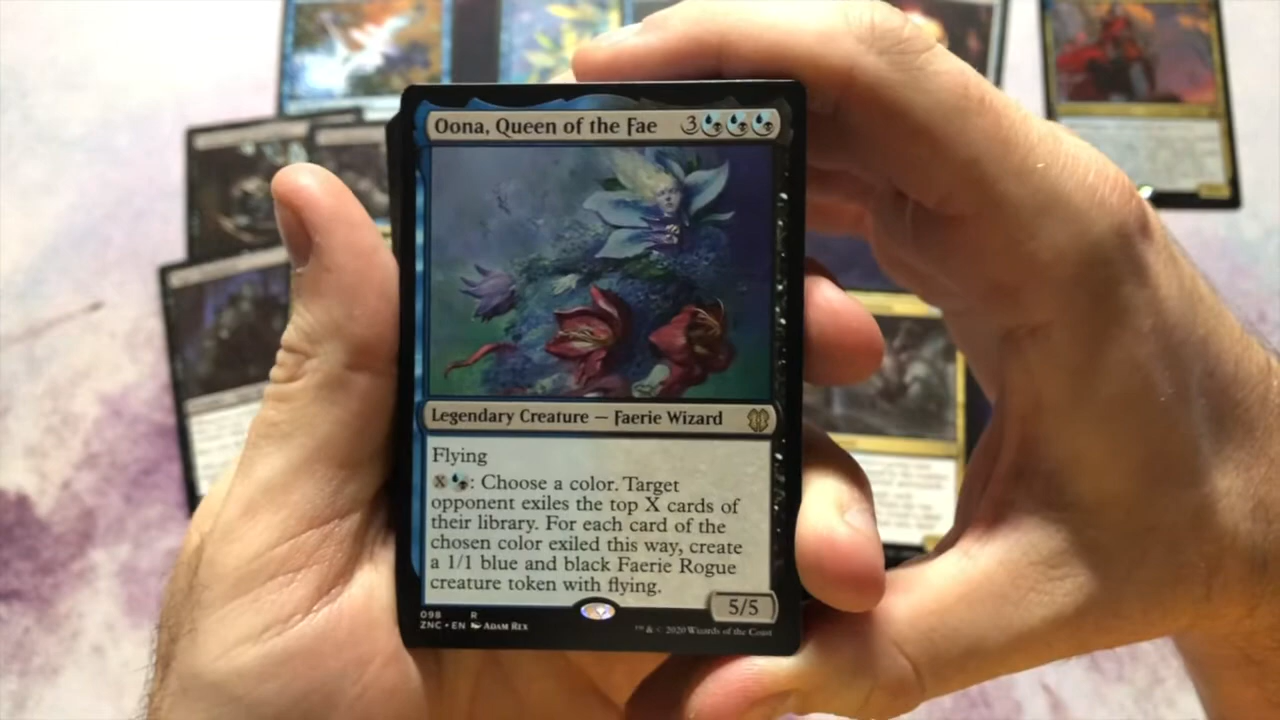 Oona, Queen of the Fae 3
Legendary Creature — Faerie Wizard
Flying
X : Choose a color. Target
opponent exiles the top X cards of
their library. For each card of the
chosen color exiled this way, create
a 1/1 blue and black Faerie Rogue
creature token with flying.
5/5
098 R
ZNC • EN ADAM REX
™ & © 2020 Wizards of the Coast